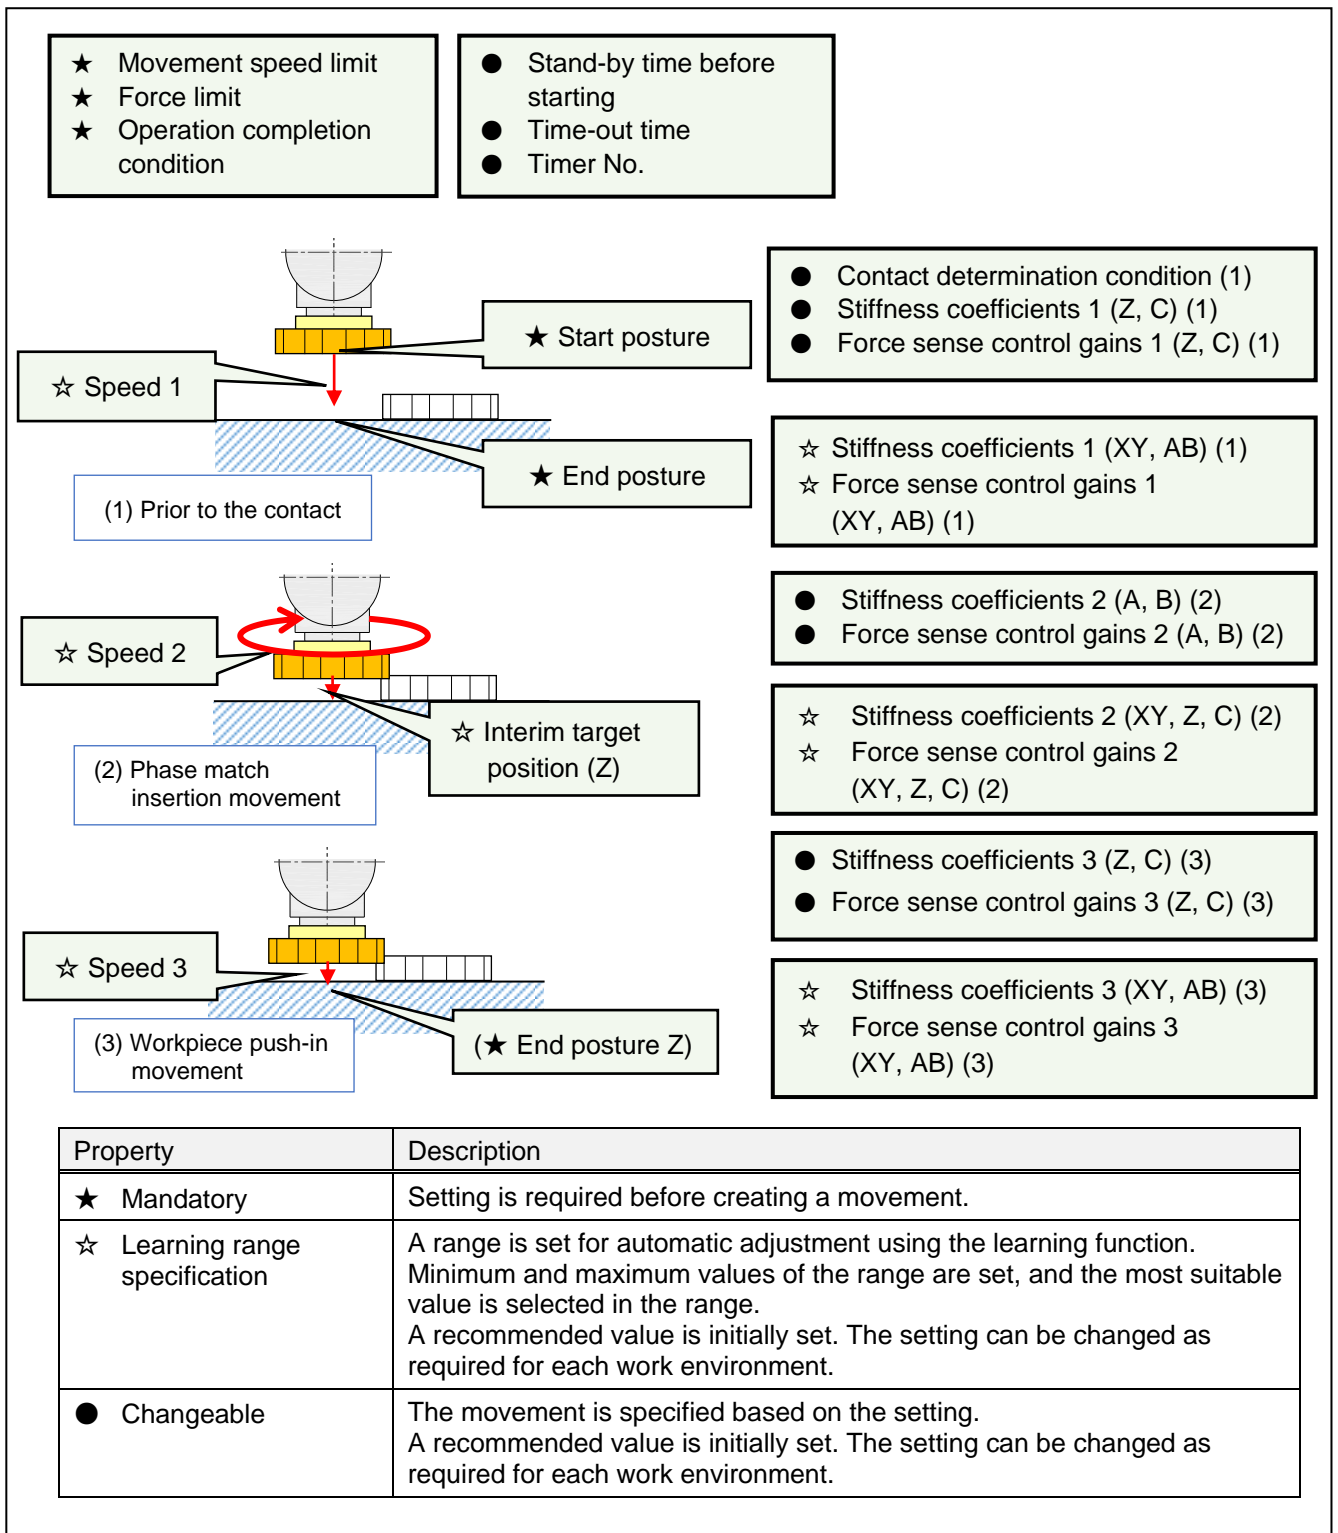 ★ Movement speed limit
★ Force limit
★ Operation completion
condition
● Stand-by time before
starting
● Time-out time
● Timer No.
★ Start posture
☆ Speed 1
★ End posture
(1) Prior to the contact
● Contact determination condition (1)
● Stiffness coefficients 1 (Z, C) (1)
● Force sense control gains 1 (Z, C) (1)
☆ Stiffness coefficients 1 (XY, AB) (1)
☆ Force sense control gains 1
(XY, AB) (1)
☆ Speed 2
☆ Interim target
position (Z)
(2) Phase match
insertion movement
● Stiffness coefficients 2 (A, B) (2)
● Force sense control gains 2 (A, B) (2)
☆ Stiffness coefficients 2 (XY, Z, C) (2)
☆ Force sense control gains 2
(XY, Z, C) (2)
☆ Speed 3
(★ End posture Z)
(3) Workpiece push-in
movement
● Stiffness coefficients 3 (Z, C) (3)
● Force sense control gains 3 (Z, C) (3)
☆ Stiffness coefficients 3 (XY, AB) (3)
☆ Force sense control gains 3
(XY, AB) (3)
Property Description
★ Mandatory Setting is required before creating a movement.
☆ Learning range
specification
A range is set for automatic adjustment using the learning function.
Minimum and maximum values of the range are set, and the most suitable
value is selected in the range.
A recommended value is initially set. The setting can be changed as
required for each work environment.
● Changeable
The movement is specified based on the setting.
A recommended value is initially set. The setting can be changed as
required for each work environment.